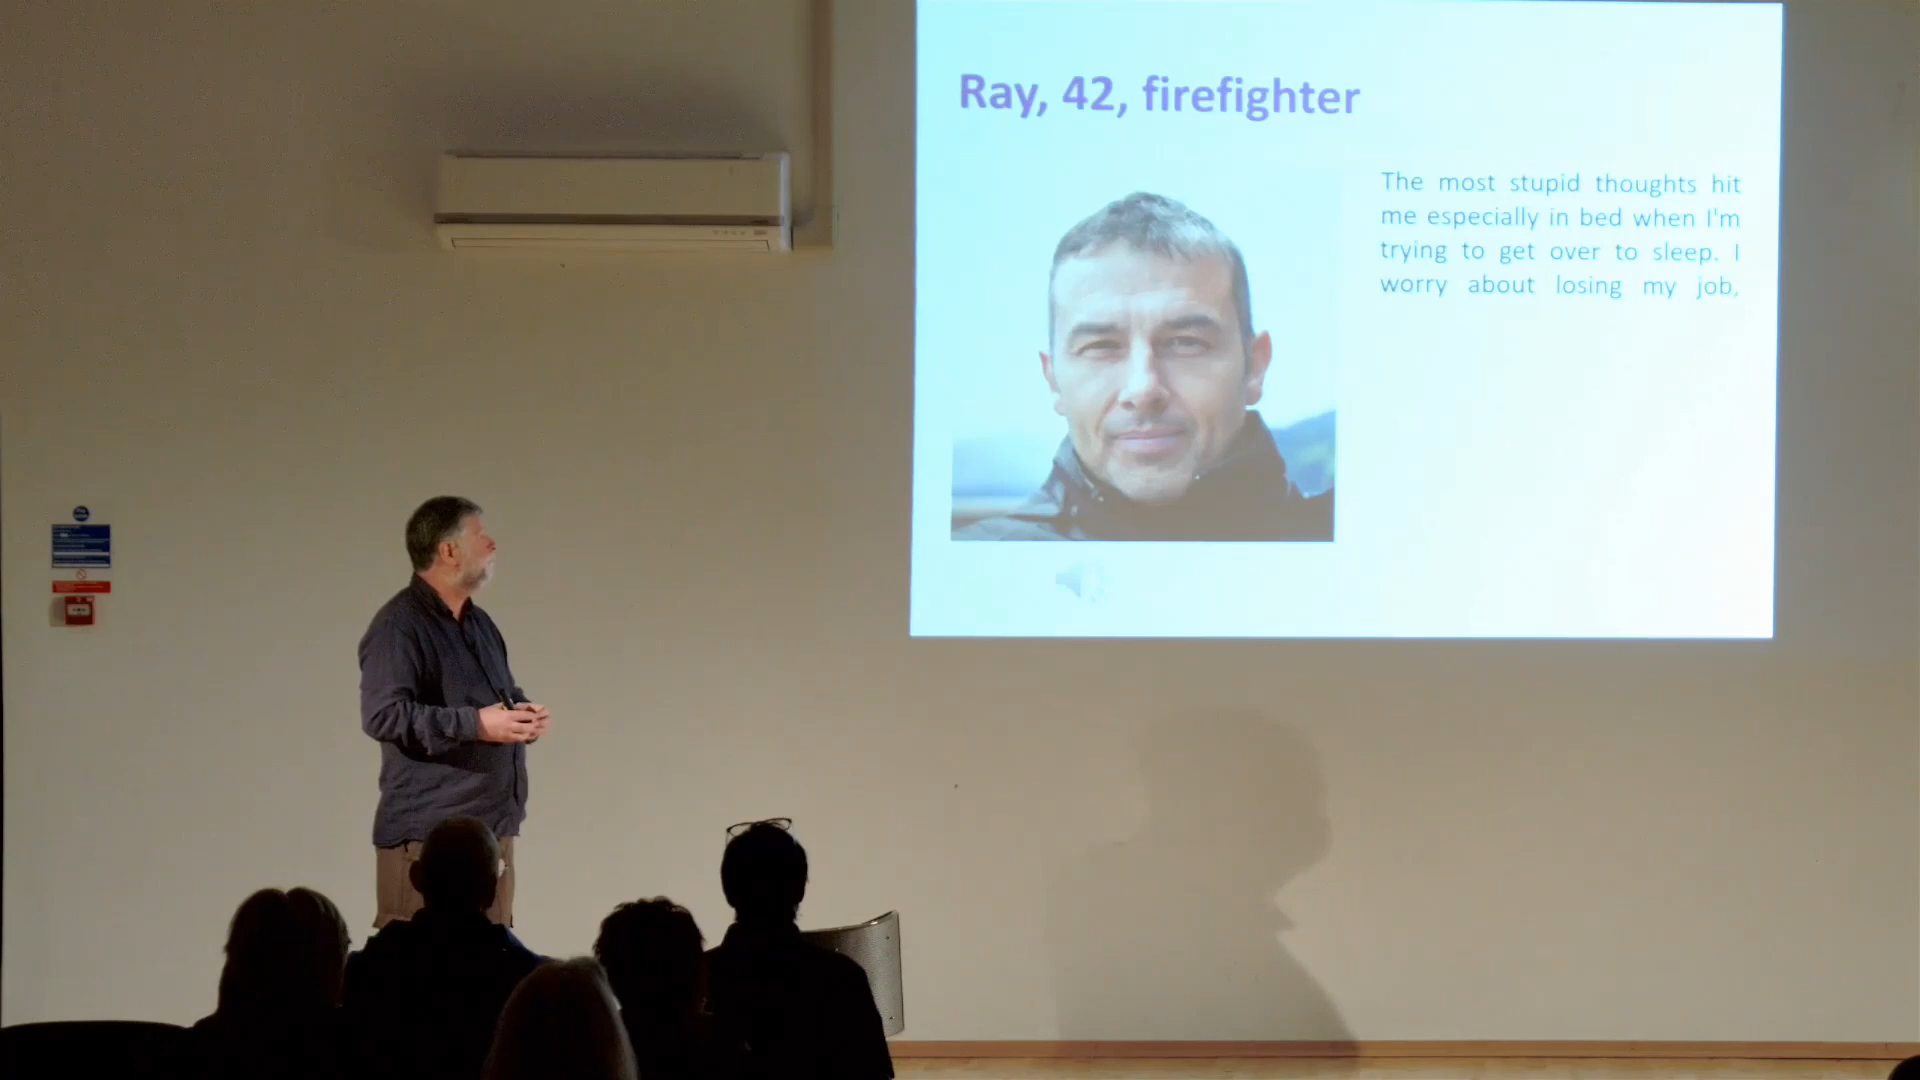 Ray, 42, firefighter
The most stupid thoughts hit
me especially in bed when I'm
trying to get over to sleep. I
worry about losing my job,